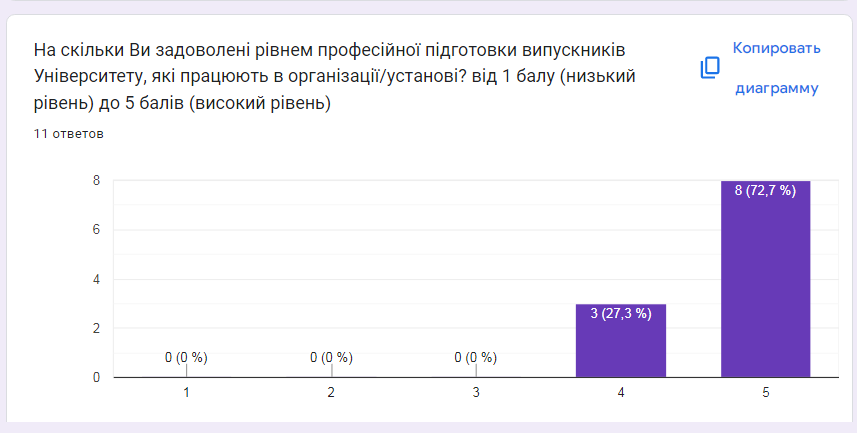 На скільки Ви задоволені рівнем професійної підготовки випускників
Університету, які працюють в організації/установі? від 1 балу (низький
рівень) до 5 балів (високий рівень)
Копировать
диаграмму
11 ответов
8
6
4
2
0
0 (0 %)
0 (0 %)
0 (0 %)
3 (27,3 %)
8 (72,7 %)
1
2
3
4
5